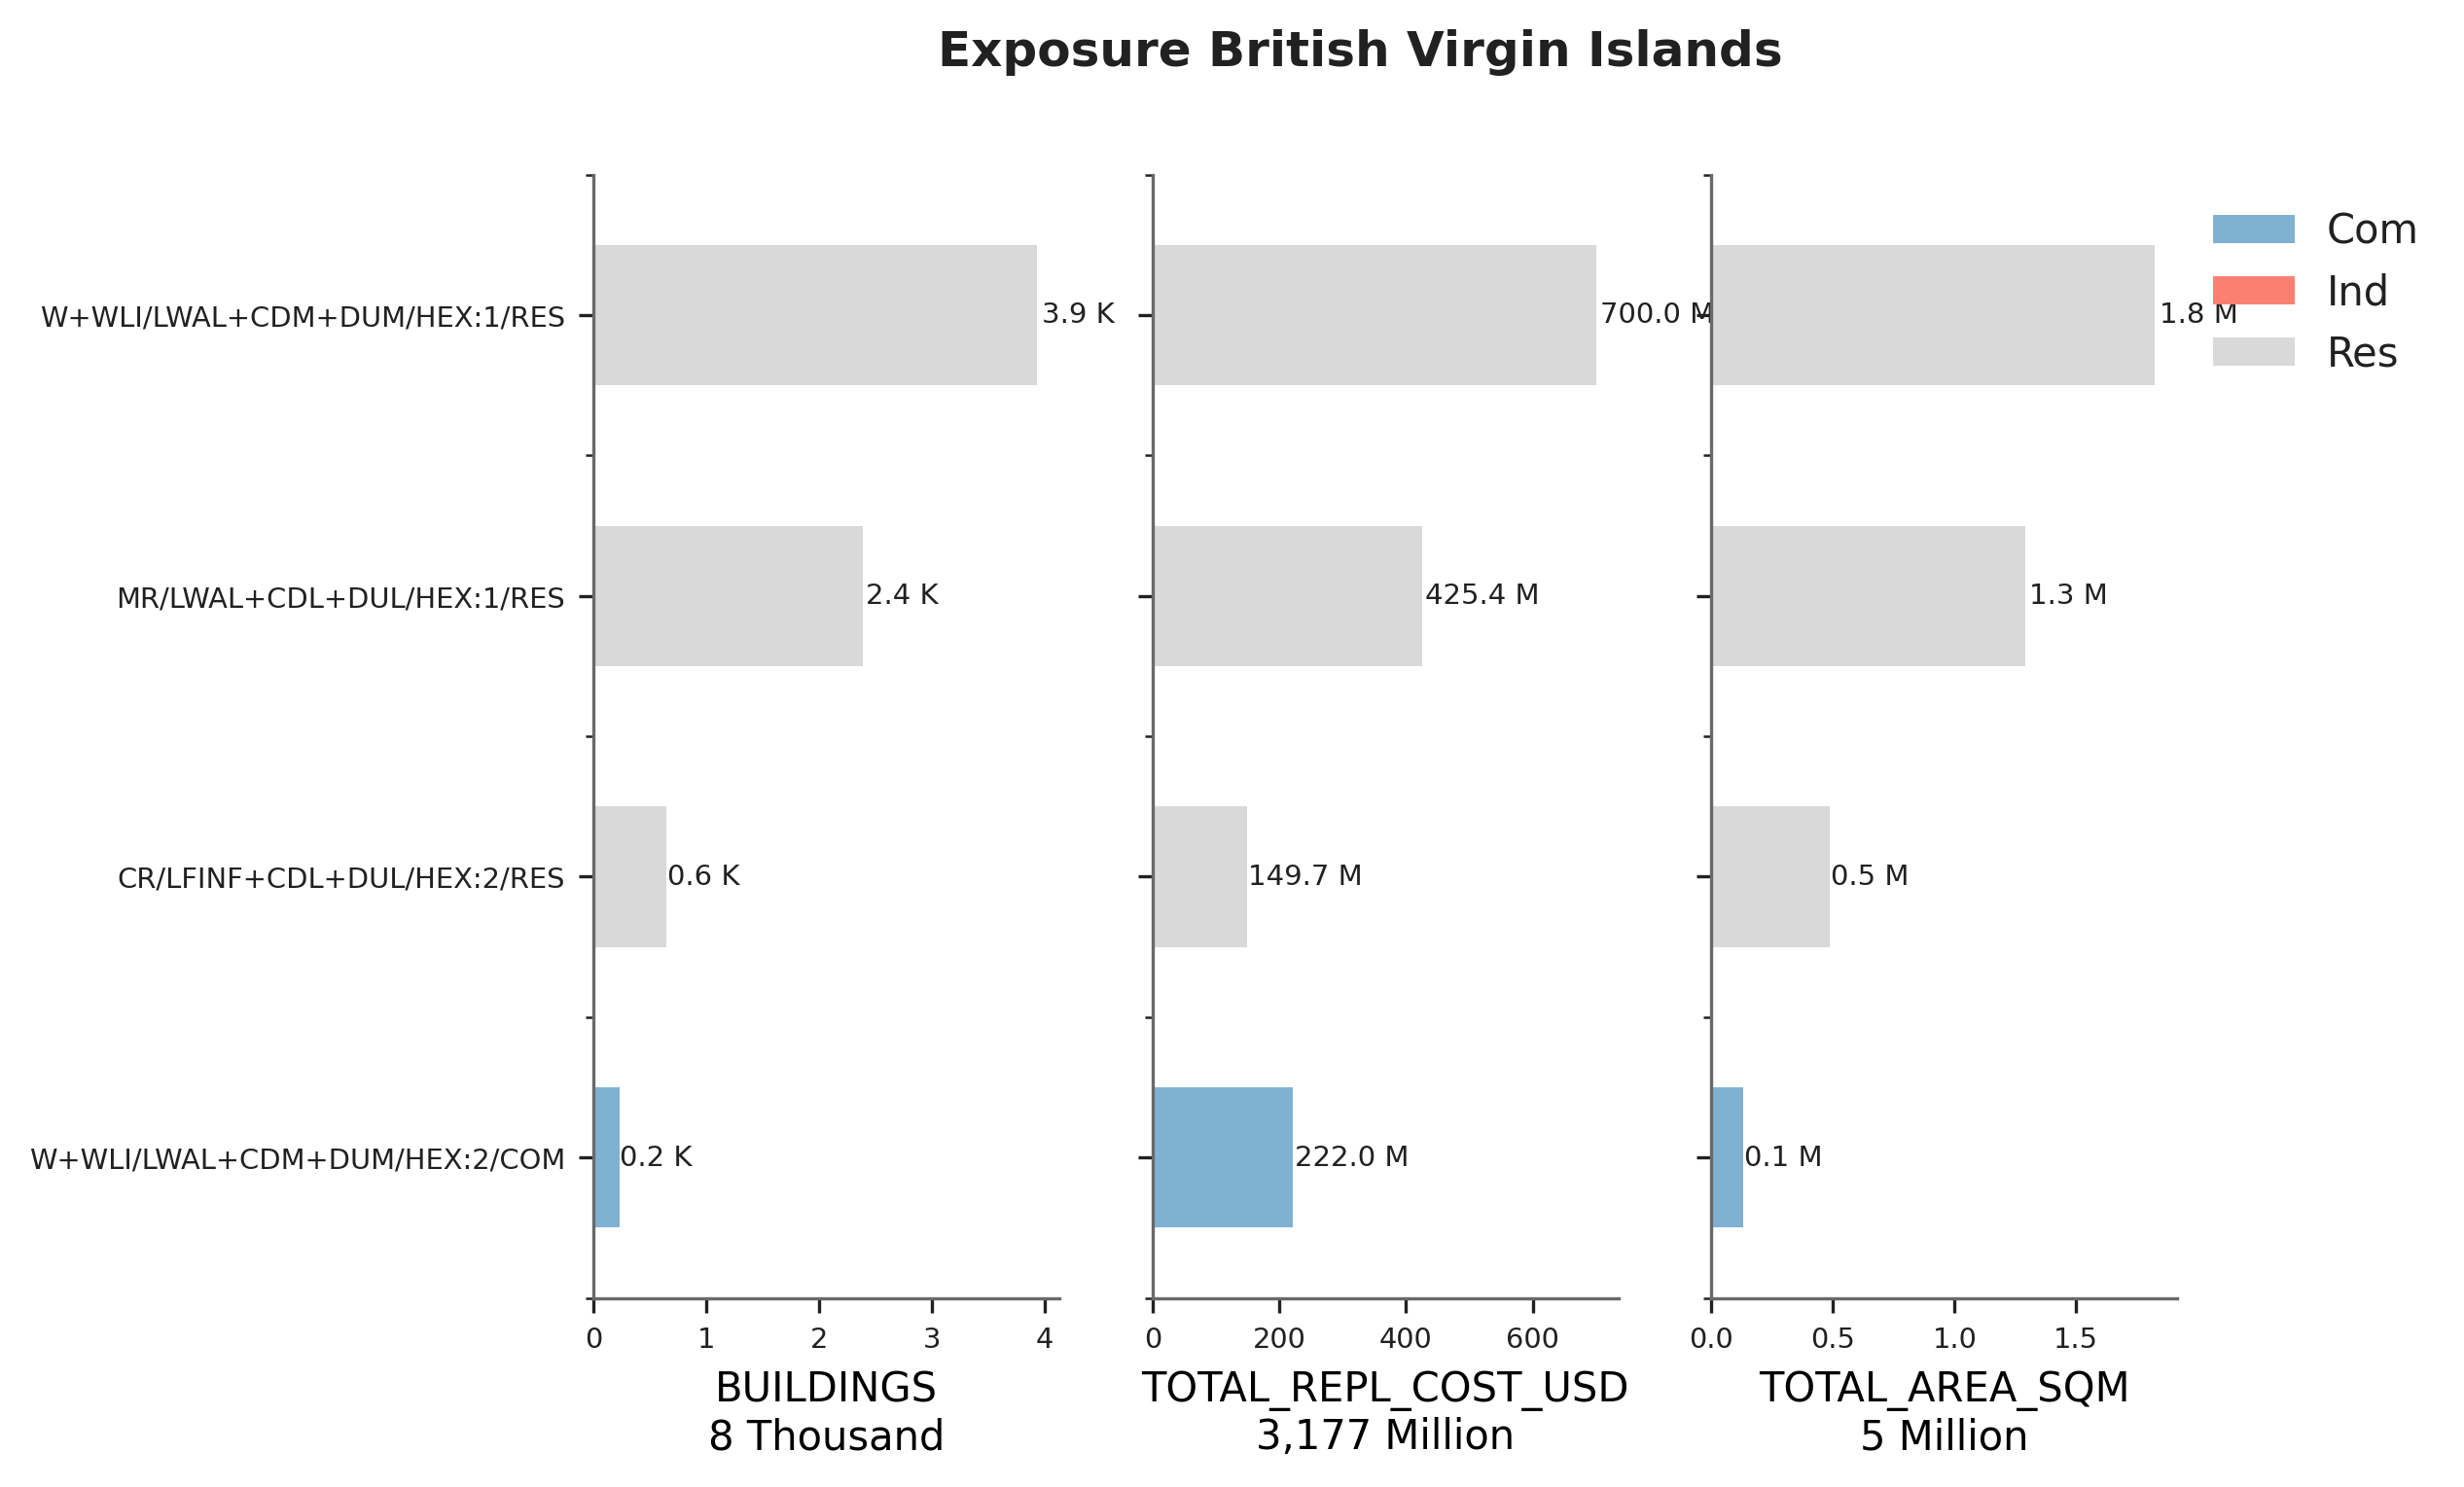 Exposure British Virgin Islands
W+WLI/LWAL+CDM+DUM/HEX:1/RES
3.9 K
700.0 M
1.8 M
Com
Ind
Res
MR/LWAL+CDL+DUL/HEX:1/RES
2.4 K
425.4 M
1.3 M
CR/LFINF+CDL+DUL/HEX:2/RES
0.6 K
149.7 M
0.5 M
W+WLI/LWAL+CDM+DUM/HEX:2/COM
0.2 K
222.0 M
0.1 M
0 1 2 3 4
0 200 400 600
0.0 0.5 1.0 1.5
BUILDINGS
8 Thousand
TOTAL_REPL_COST_USD
3,177 Million
TOTAL_AREA_SQM
5 Million